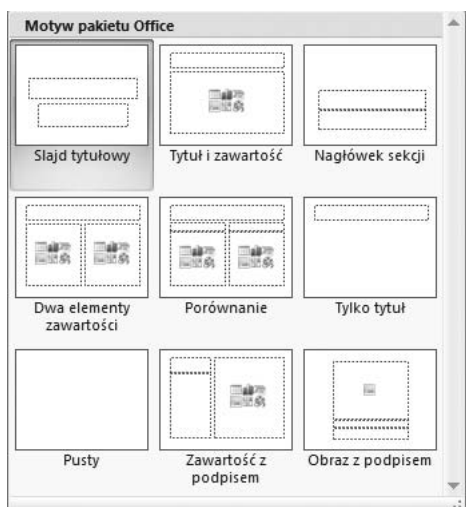 Motyw pakietu Office
Slajd tytułowy
Tytuł i zawartość
Nagłówek sekcji
Dwa elementy
zawartości
Porównanie
Tylko tytuł
Pusty
Zawartość z
podpisem
Obraz z podpisem